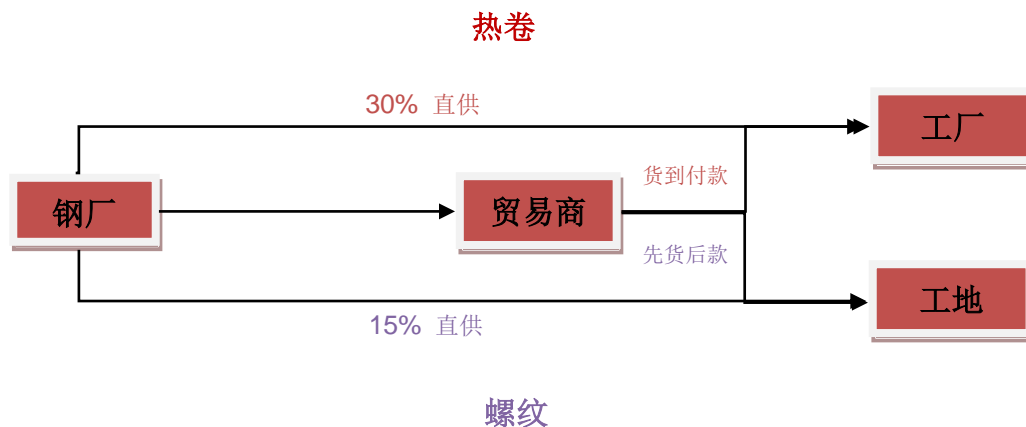 热卷
30% 直供
工厂
货到付款
钢厂
贸易商
先货后款
工地
15% 直供
螺纹